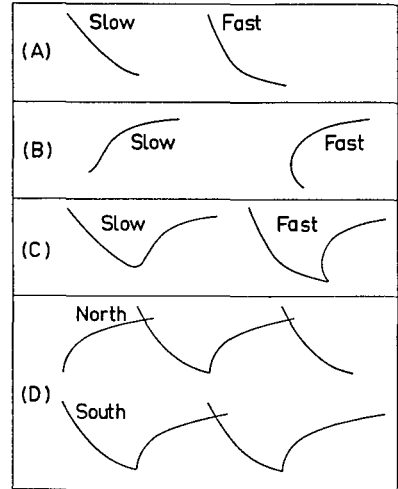 (A) Slow Fast
(B) Slow Fast
(C) Slow Fast
(D) North
South